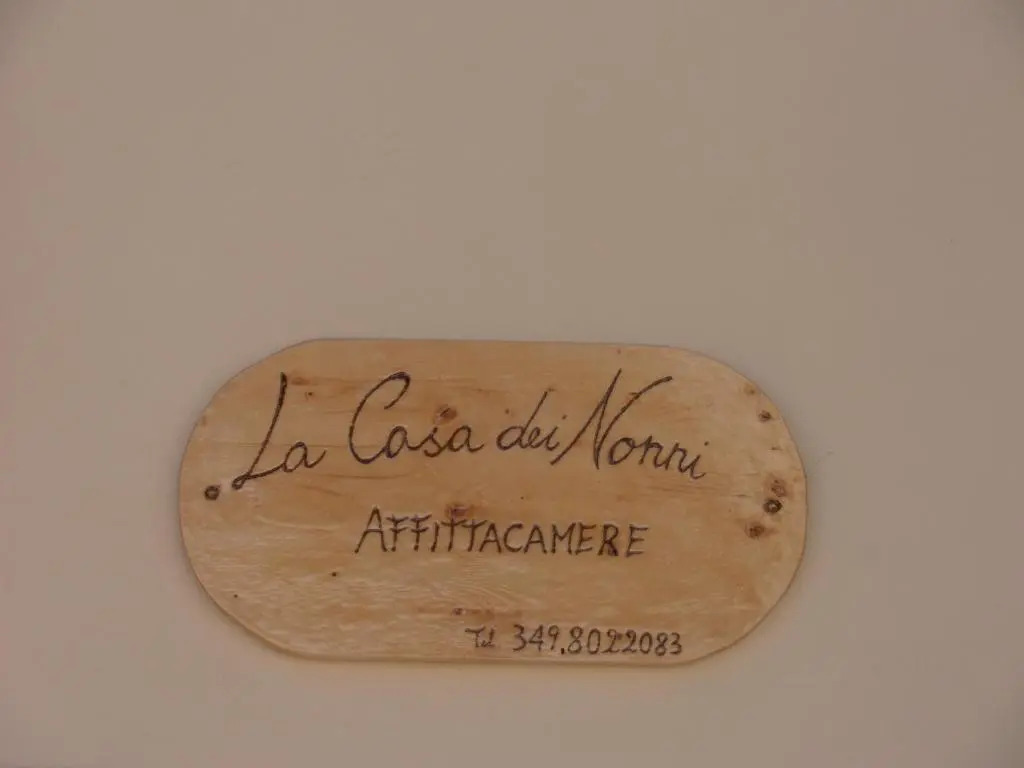 La Casa dei Nonni
AFFITTACAMERE
Tel 349.8022083